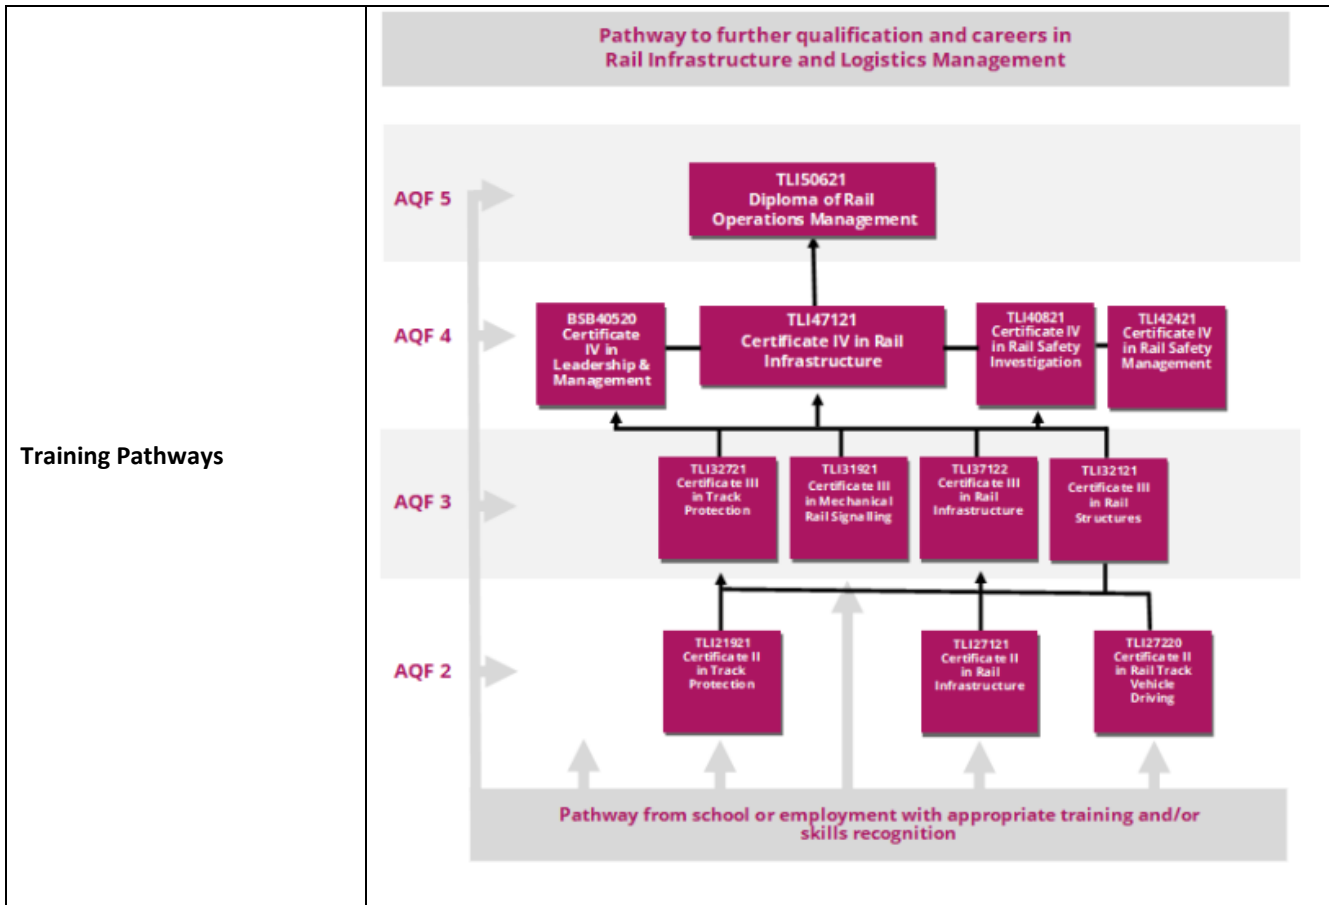 Training Pathways
Pathway to further qualification and careers in
Rail Infrastructure and Logistics Management
AQF 5
TLI50621
Diploma of Rail
Operations Management
AQF 4
BSB40520
Certificate
IV in
Leadership &
Management
TLI47121
Certificate IV in Rail
Infrastructure
TLI40821
Certificate IV
in Rail Safety
Investigation
TLI42421
Certificate IV
in Rail Safety
Management
AQF 3
TLI32721
Certificate III
in Track
Protection
TLI31921
Certificate III
in Mechanical
Rail Signalling
TLI37122
Certificate III
in Rail
Infrastructure
TLI32121
Certificate III
in Rail
Structures
AQF 2
TLI21921
Certificate II
in Track
Protection
TLI27121
Certificate II
in Rail
Infrastructure
TLI27220
Certificate II
in Rail Track
Vehicle
Driving
Pathway from school or employment with appropriate training and/or
skills recognition